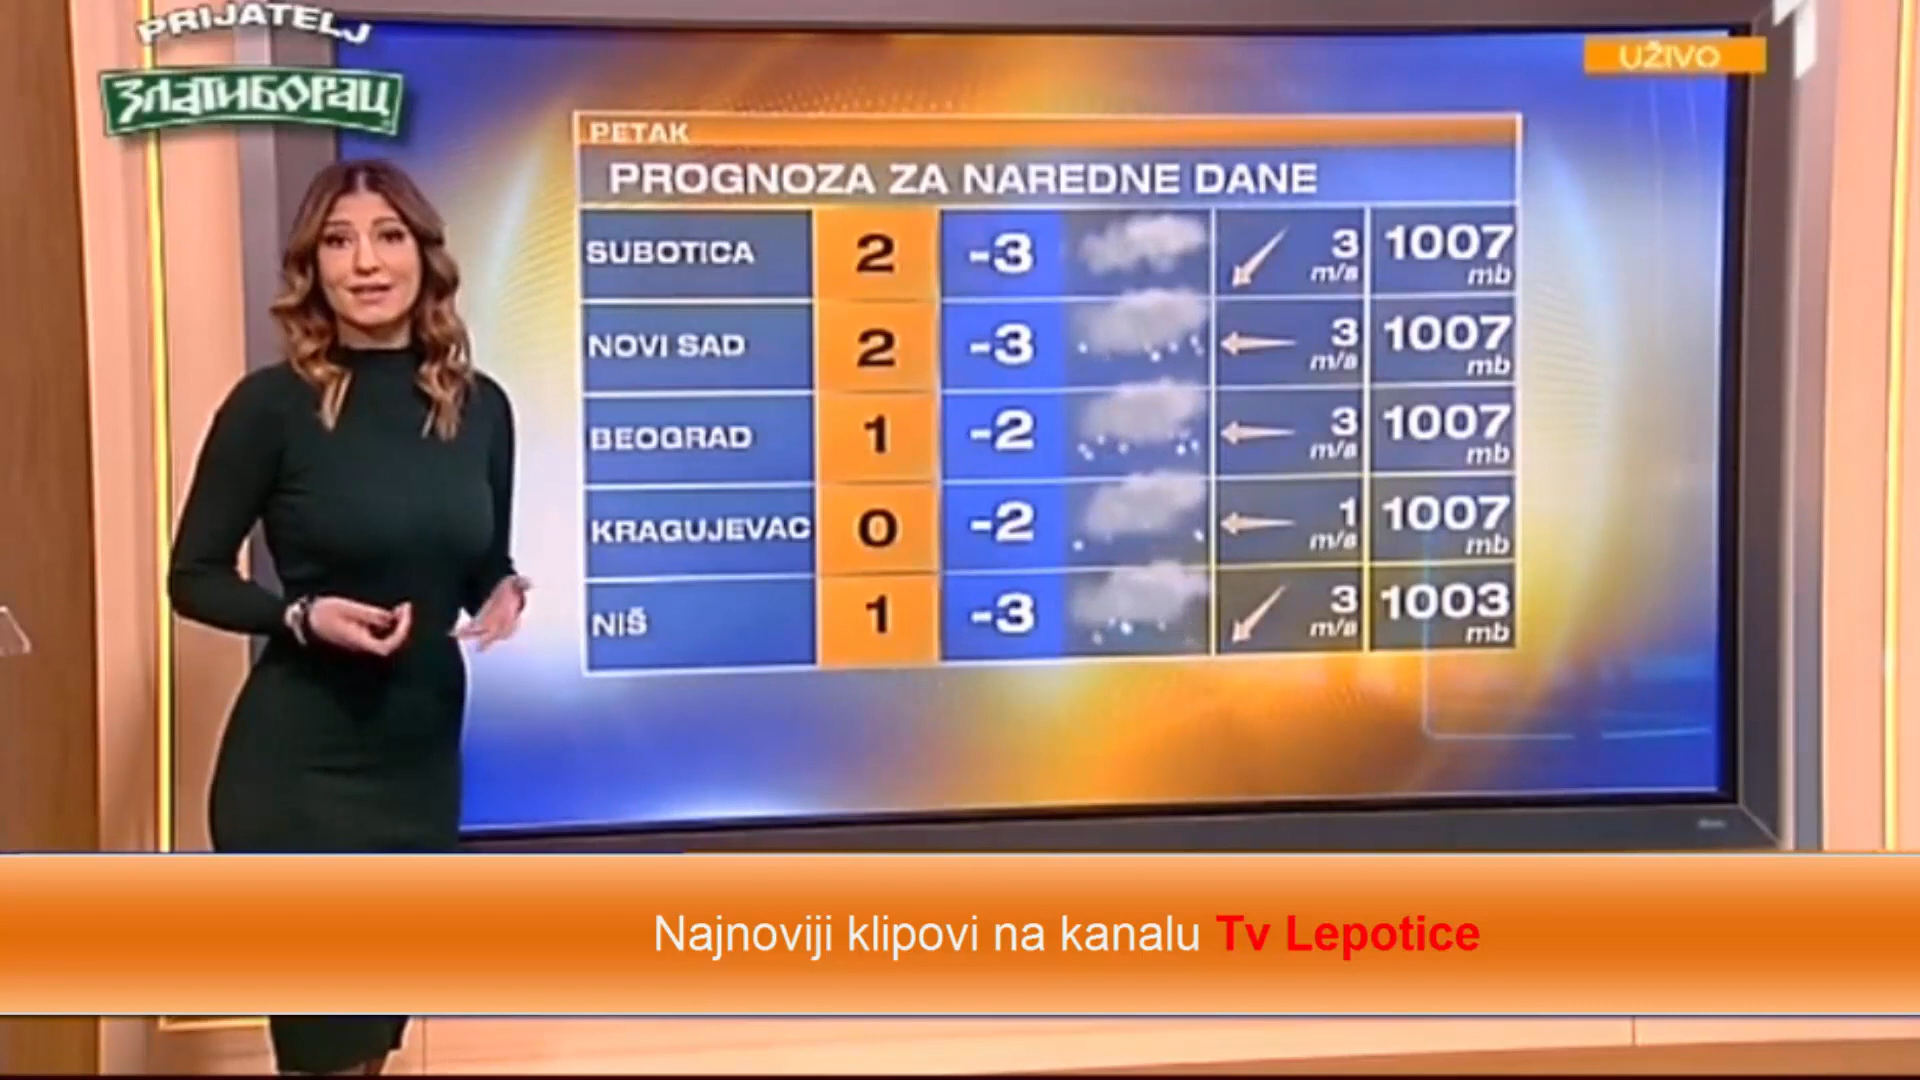 PRIJATELJ
ЗЛАТИБОРАЦ
UŽIVO
PETAK
PROGNOZA ZA NAREDNE DANE
SUBOTICA 2 -3 3 m/s 1007 mb
NOVI SAD 2 -3 3 m/s 1007 mb
BEOGRAD 1 -2 3 m/s 1007 mb
KRAGUJEVAC 0 -2 1 m/s 1007 mb
NIŠ 1 -3 3 m/s 1003 mb
Najnoviji klipovi na kanalu Tv Lepotice